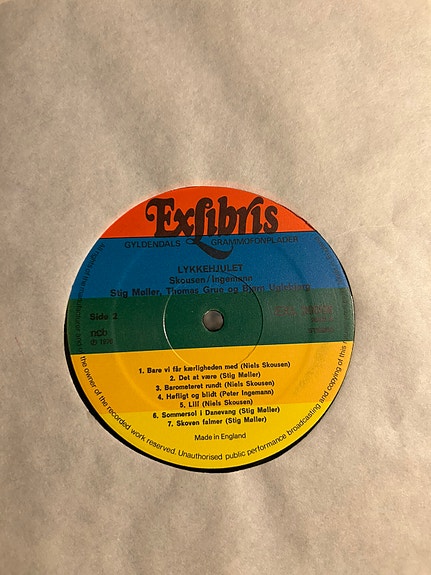 Exlibris
GYLDENDALS GRAMMOFONPLADER
LYKKEHJULET
Skousen/Ingemann
Stig Møller, Thomas Grue og Bjørn Uglebjerg
Side 2
ncb
1. Bare vi får kærligheden med (Niels Skousen)
2. Det at være (Stig Møller)
3. Barometeret rundt (Niels Skousen)
4. Høfligt og blidt (Peter Ingemann)
5. Lili (Niels Skousen)
6. Sommersol i Danevang (Stig Møller)
7. Skoven falmer (Stig Møller)
Made in England
the owner of the recorded work reserved. Unauthorised public performance broadcasting and copying of this